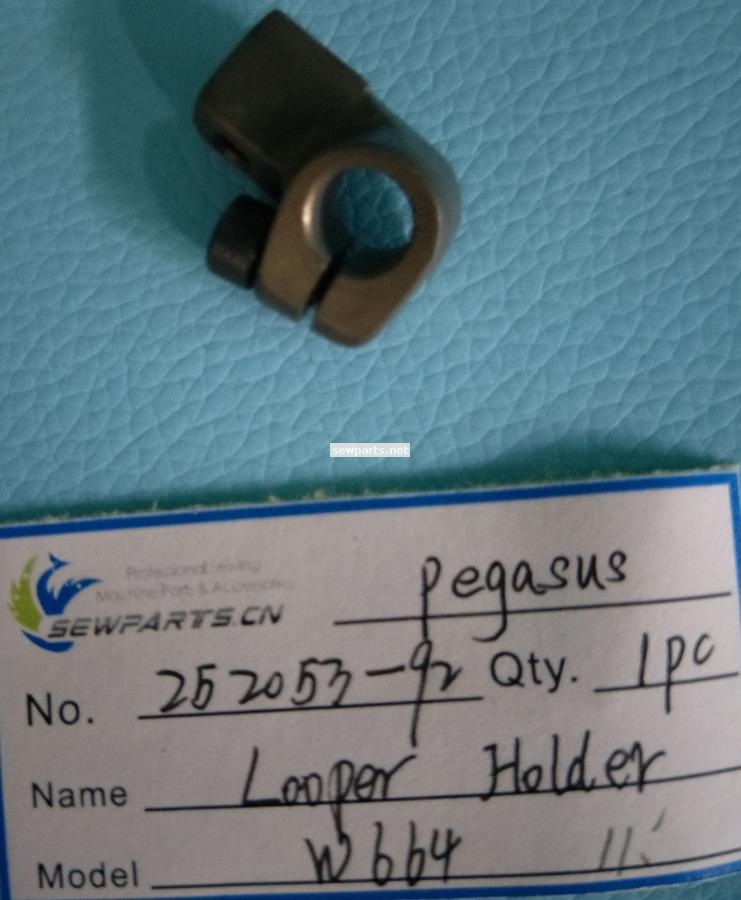 sewparts.net
Professional Sewing
Machine Parts & Accessories
SEWPARTS.CN
Pegasus
No. 252053-92 Qty. 1pc
Name Looper Holder
Model W664